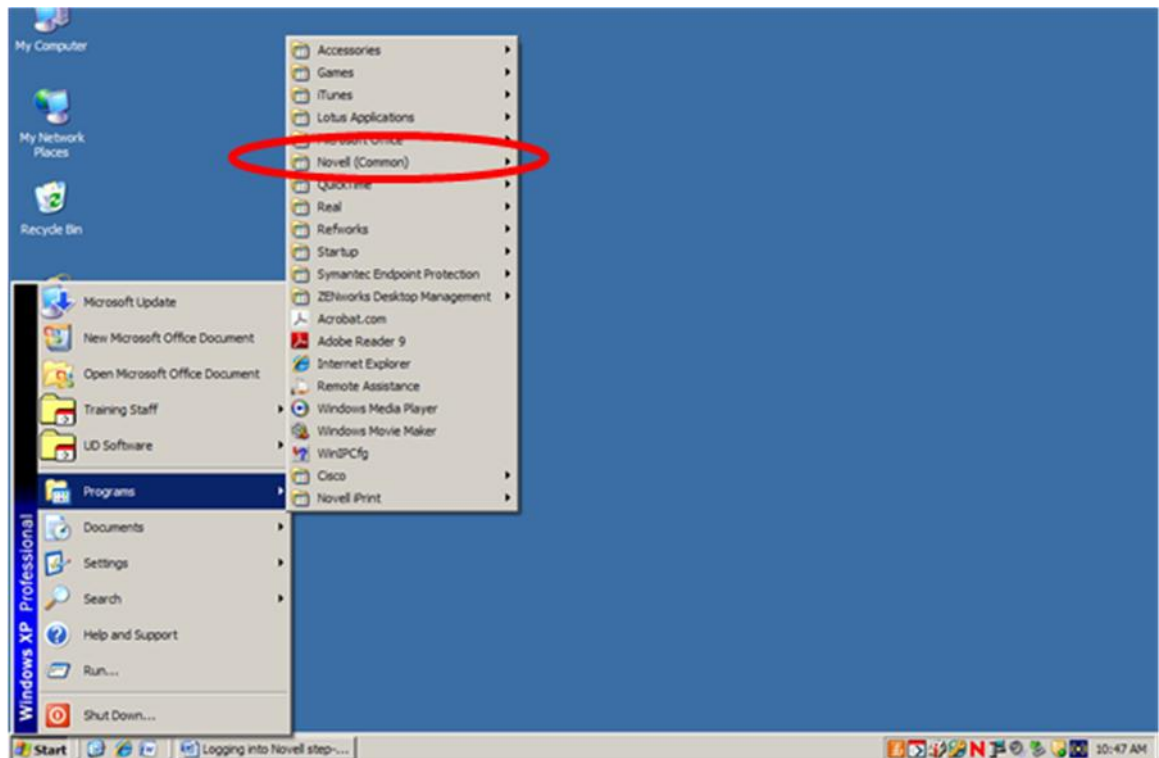 My Computer
My Network
Places
Recycle Bin
Accessories
Games
iTunes
Lotus Applications
Microsoft Office
Novell (Common)
QuickTime
Real
Refworks
Startup
Symantec Endpoint Protection
ZENworks Desktop Management
Acrobat.com
Adobe Reader 9
Internet Explorer
Remote Assistance
Windows Media Player
Windows Movie Maker
WinIPCfg
Cisco
Novell iPrint
Microsoft Update
New Microsoft Office Document
Open Microsoft Office Document
Training Staff
UD Software
Programs
Documents
Settings
Search
Help and Support
Run...
Shut Down...
Windows XP Professional
Start
Logging into Novell step-...
10:47 AM